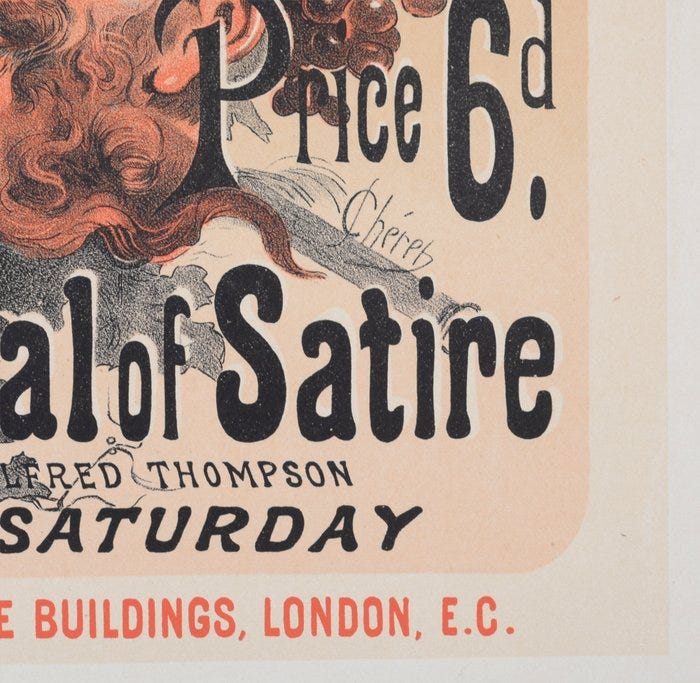 Price 6d.
Chéret
al of Satire
LFRED THOMPSON
SATURDAY
E BUILDINGS, LONDON, E.C.